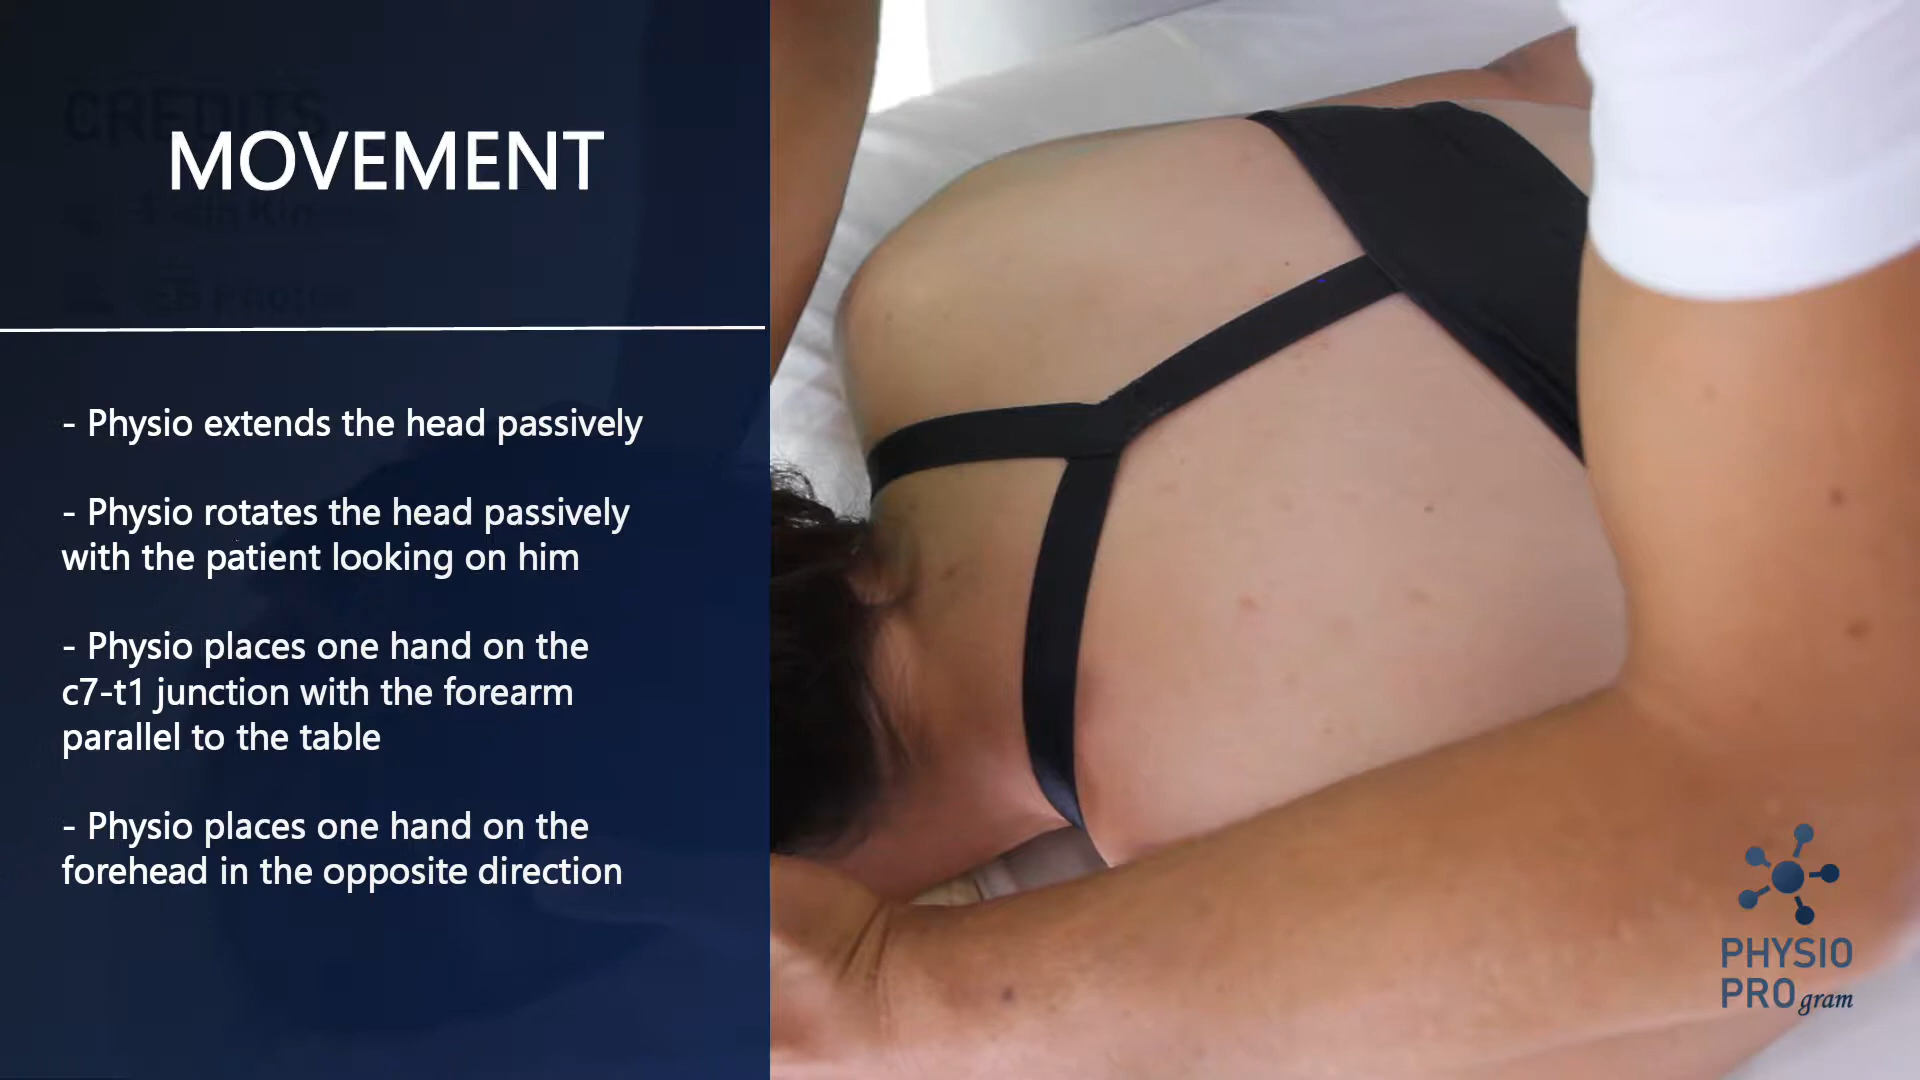 MOVEMENT
- Physio extends the head passively
- Physio rotates the head passively
with the patient looking on him
- Physio places one hand on the
c7-t1 junction with the forearm
parallel to the table
- Physio places one hand on the
forehead in the opposite direction
CREDITS
PHYSIO
PROgram